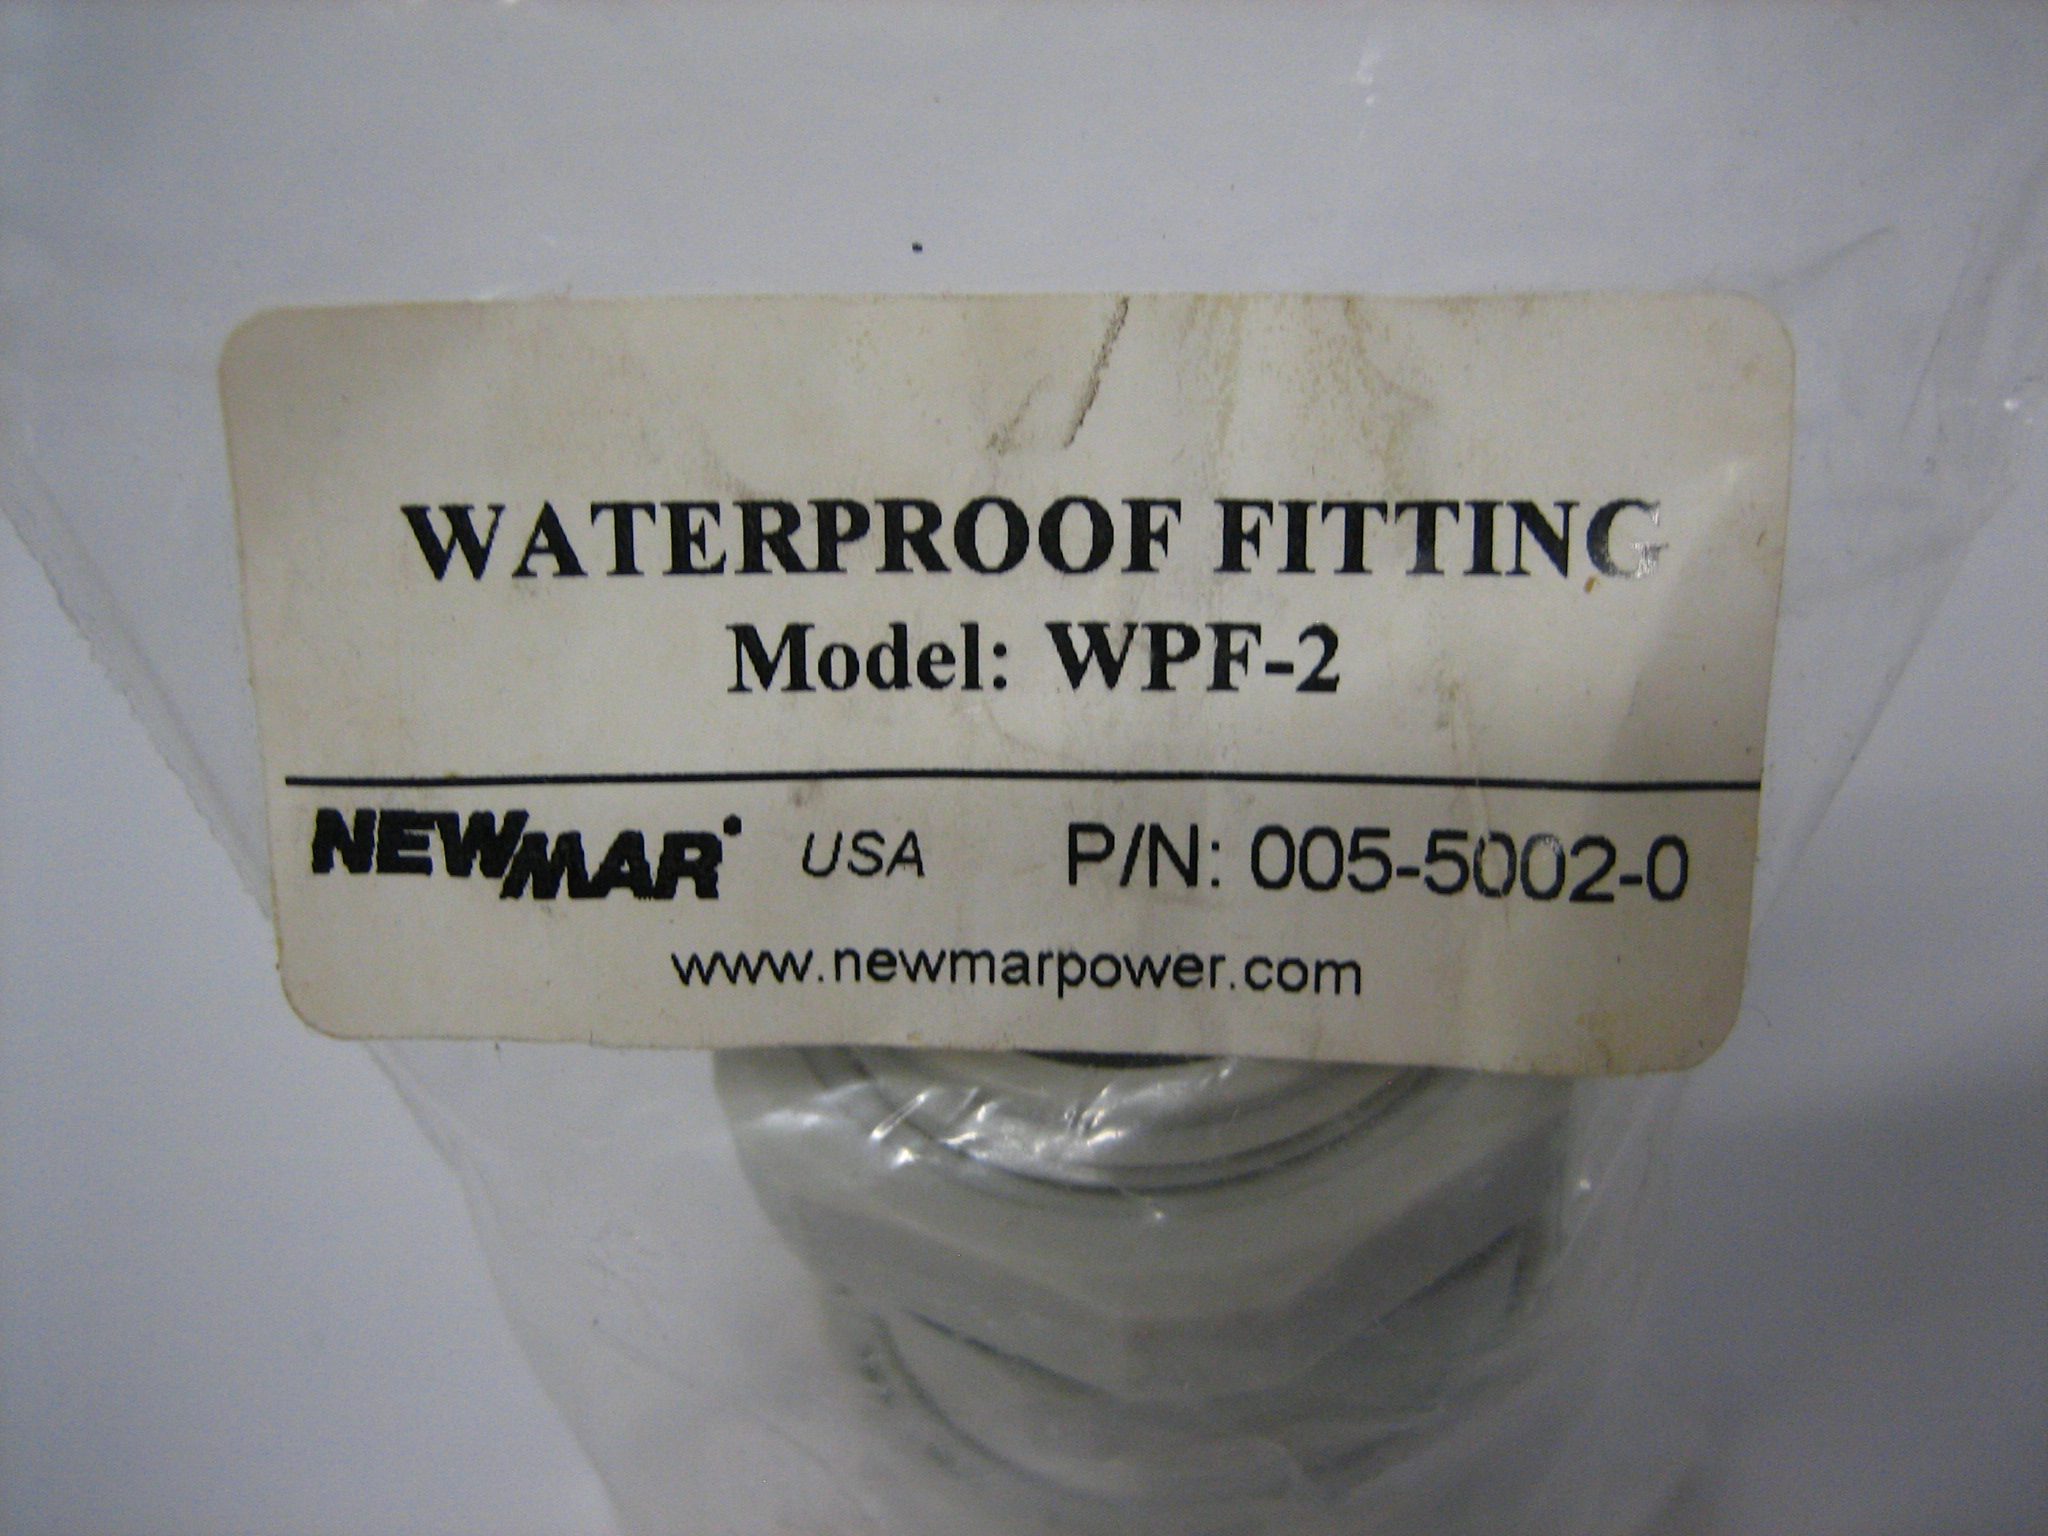 WATERPROOF FITTING
Model: WPF-2
NEWMAR® USA P/N: 005-5002-0
www.newmarpower.com